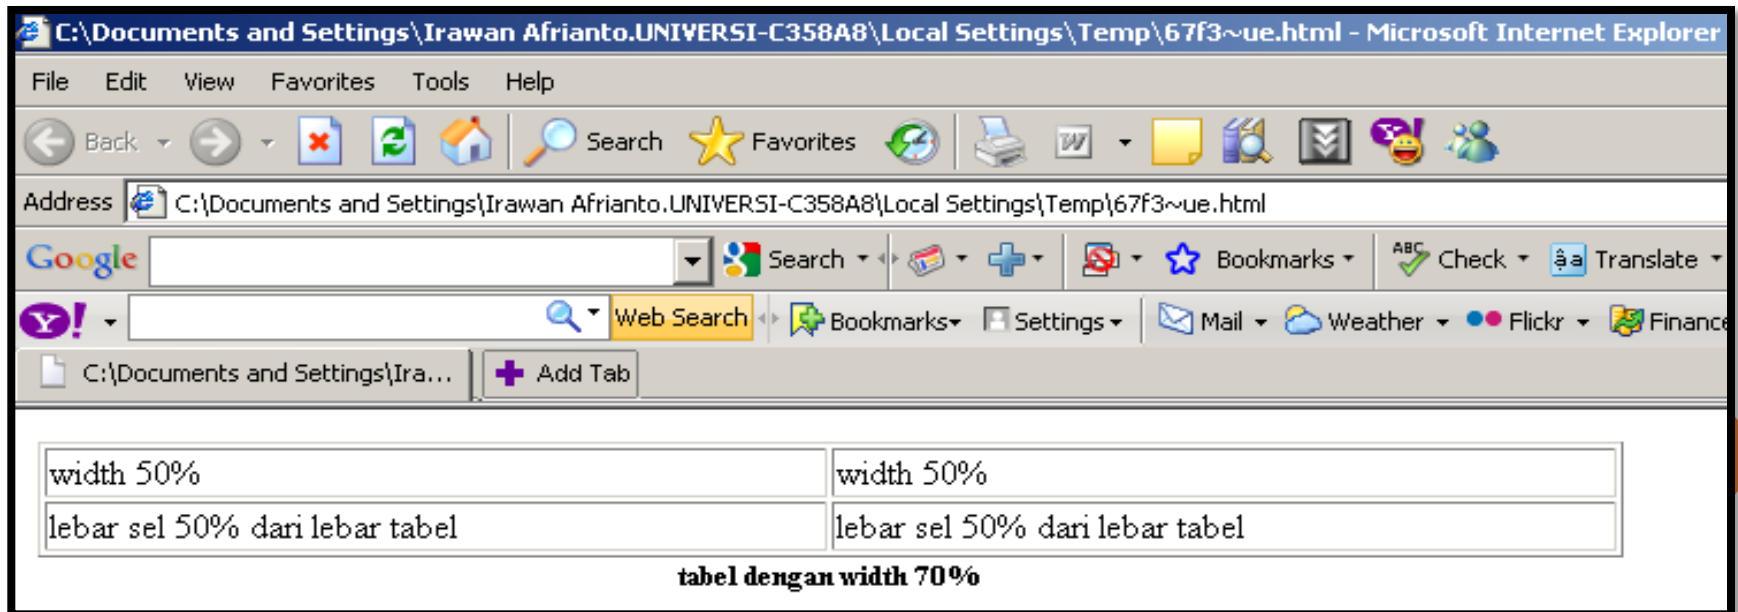 C:\Documents and Settings\Irawan Afrianto.UNIVERSI-C358A8\Local Settings\Temp\67f3~ue.html - Microsoft Internet Explorer
File Edit View Favorites Tools Help
Back Search Favorites W Y!
Address C:\Documents and Settings\Irawan Afrianto.UNIVERSI-C358A8\Local Settings\Temp\67f3~ue.html
Google Search Bookmarks ABC Check âa Translate
Y! Web Search Bookmarks Settings Mail Weather Flickr Finance
C:\Documents and Settings\Ira... Add Tab
width 50% width 50%
lebar sel 50% dari lebar tabel lebar sel 50% dari lebar tabel
tabel dengan width 70%